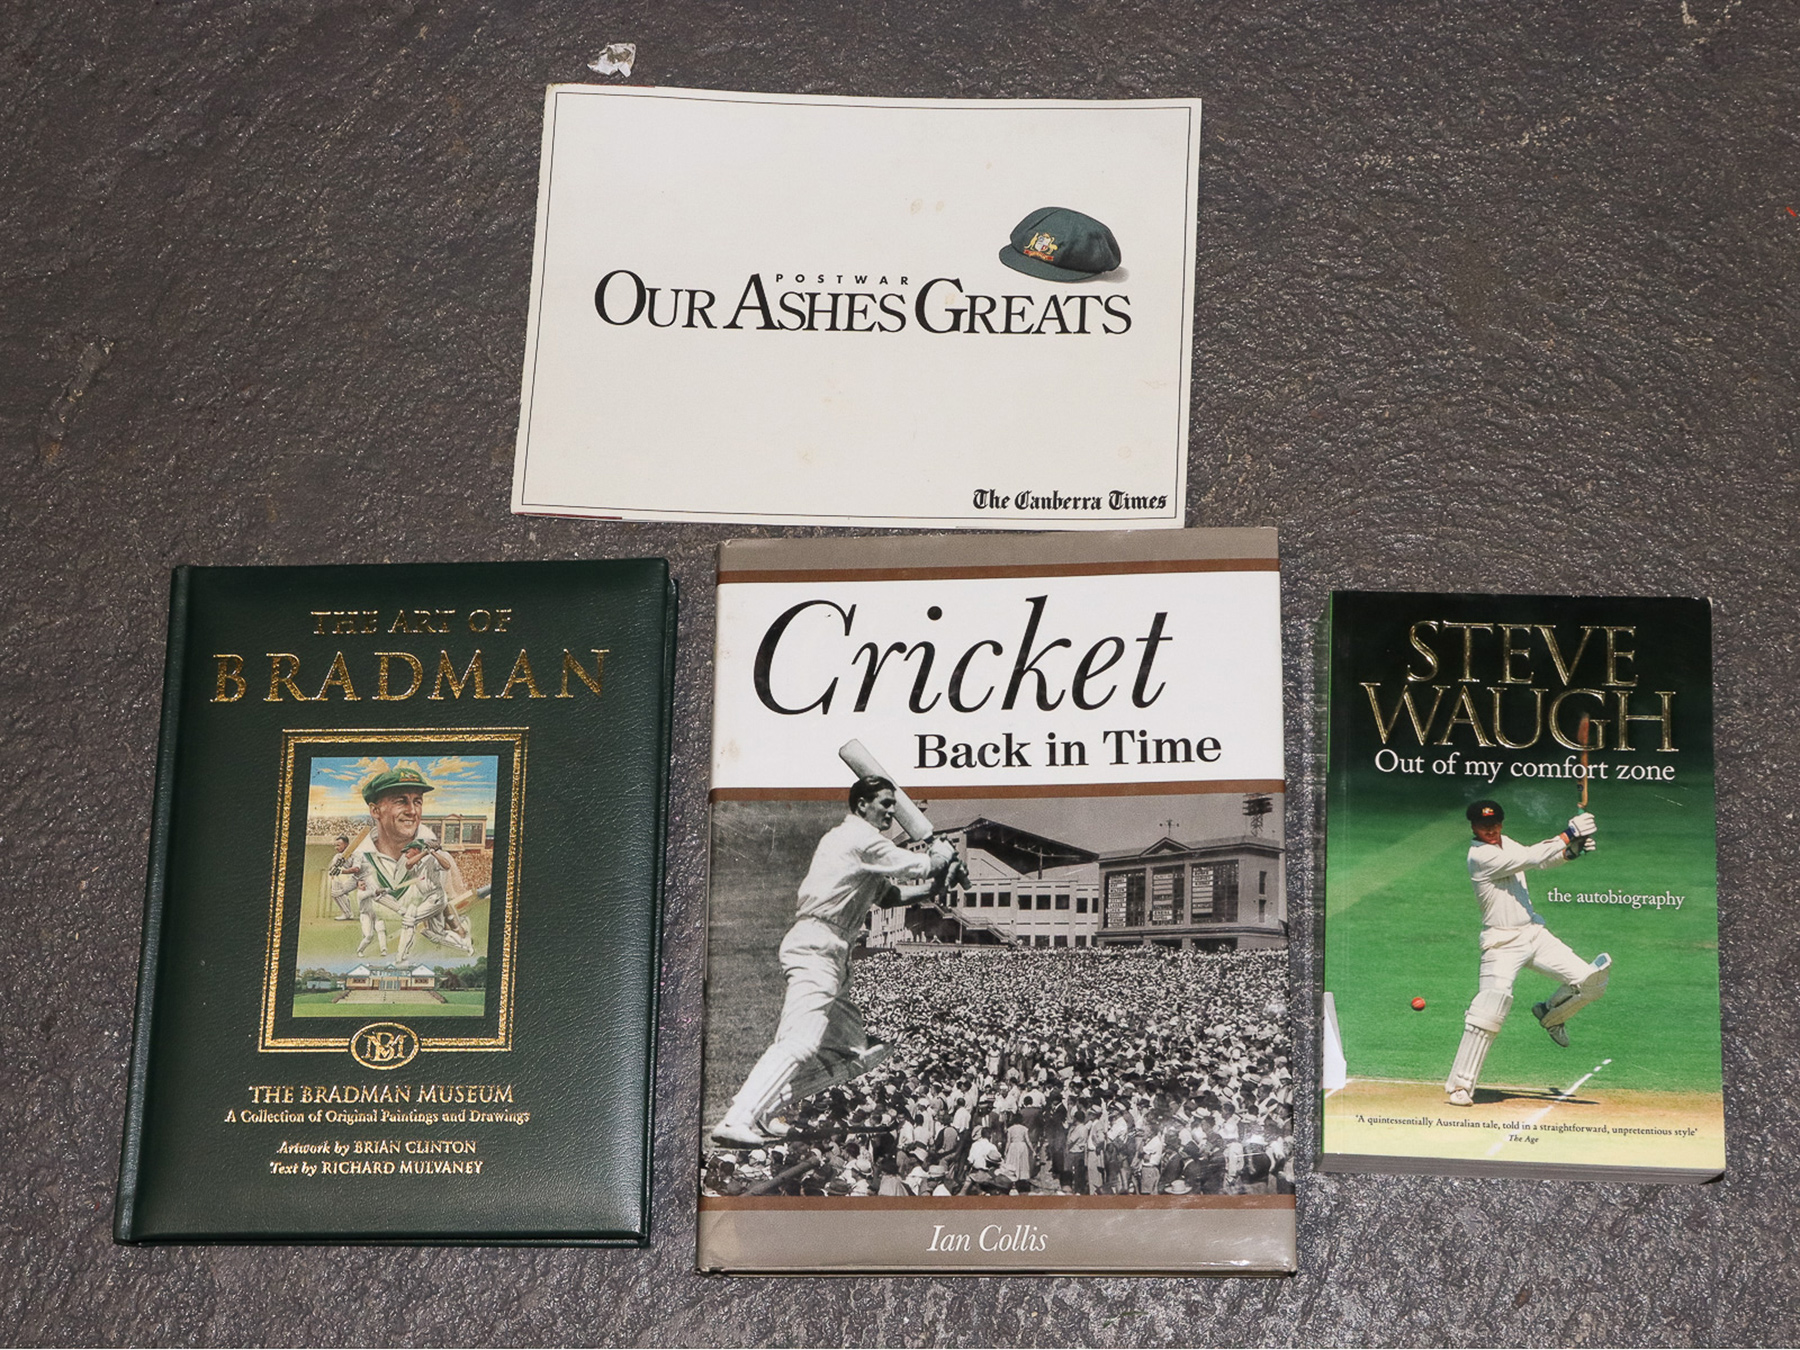 POSTWAR
OUR ASHES GREATS
The Canberra Times
THE ART OF
BRADMAN
BM
THE BRADMAN MUSEUM
A Collection of Original Paintings and Drawings
Artwork by BRIAN CLINTON
Text by RICHARD MULVANEY
Cricket
Back in Time
Ian Collis
STEVE
WAUGH
Out of my comfort zone
the autobiography
'A quintessentially Australian tale, told in a straightforward, unpretentious style'
The Age